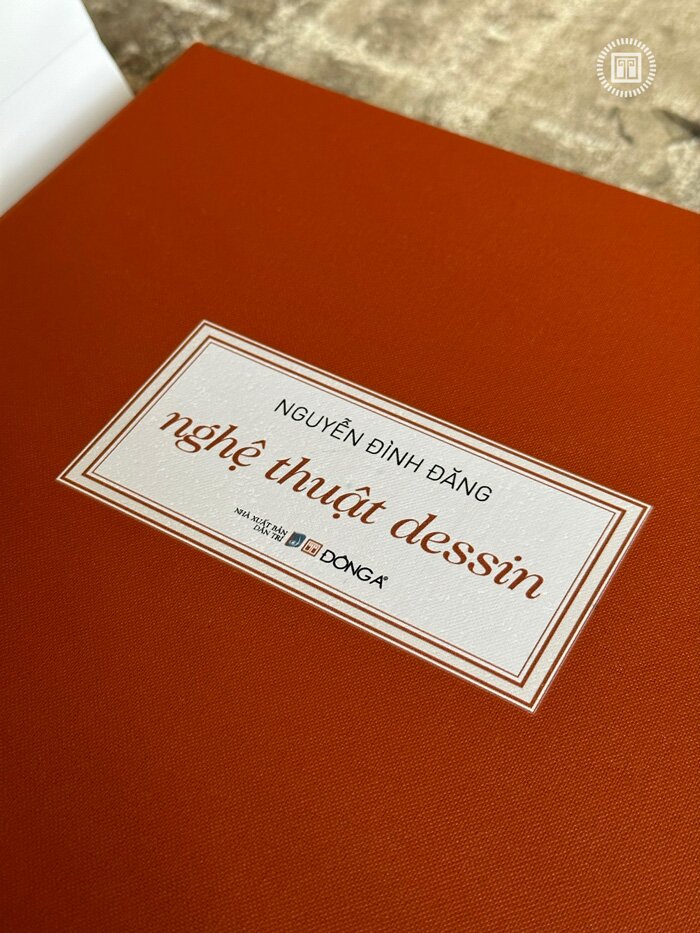 NGUYỄN ĐÌNH ĐĂNG
nghệ thuật dessin
NHÀ XUẤT BẢN
DÂN TRÍ
ĐÔNG A